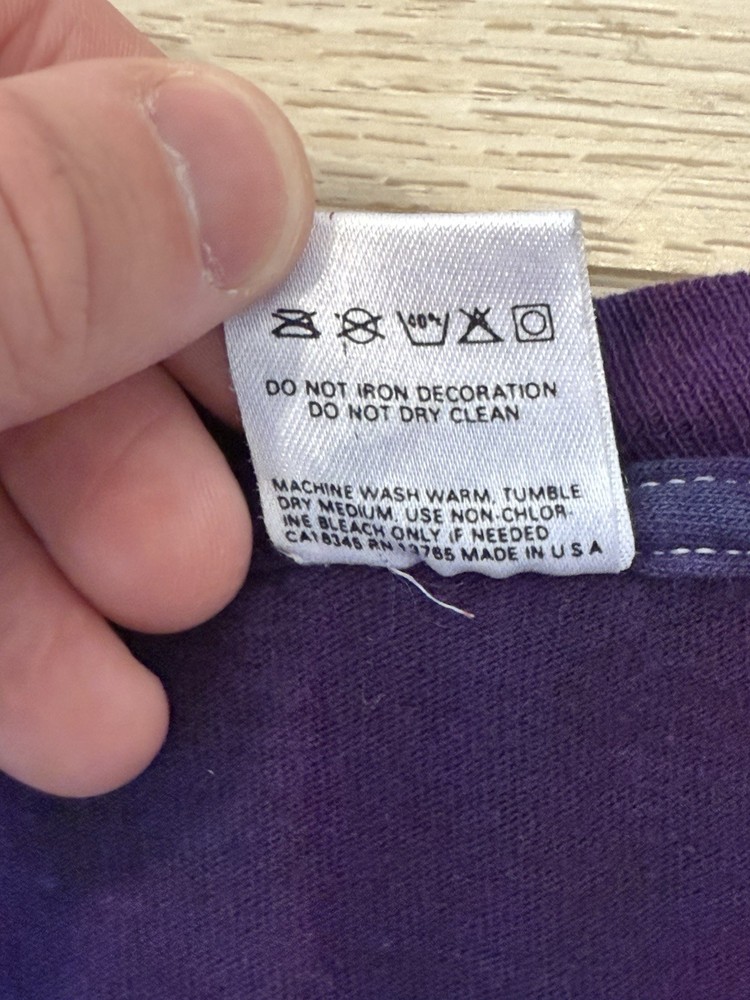 40°
DO NOT IRON DECORATION
DO NOT DRY CLEAN
MACHINE WASH WARM, TUMBLE
DRY MEDIUM, USE NON-CHLOR-
INE BLEACH ONLY IF NEEDED
CA18346 RN 13765 MADE IN U S A